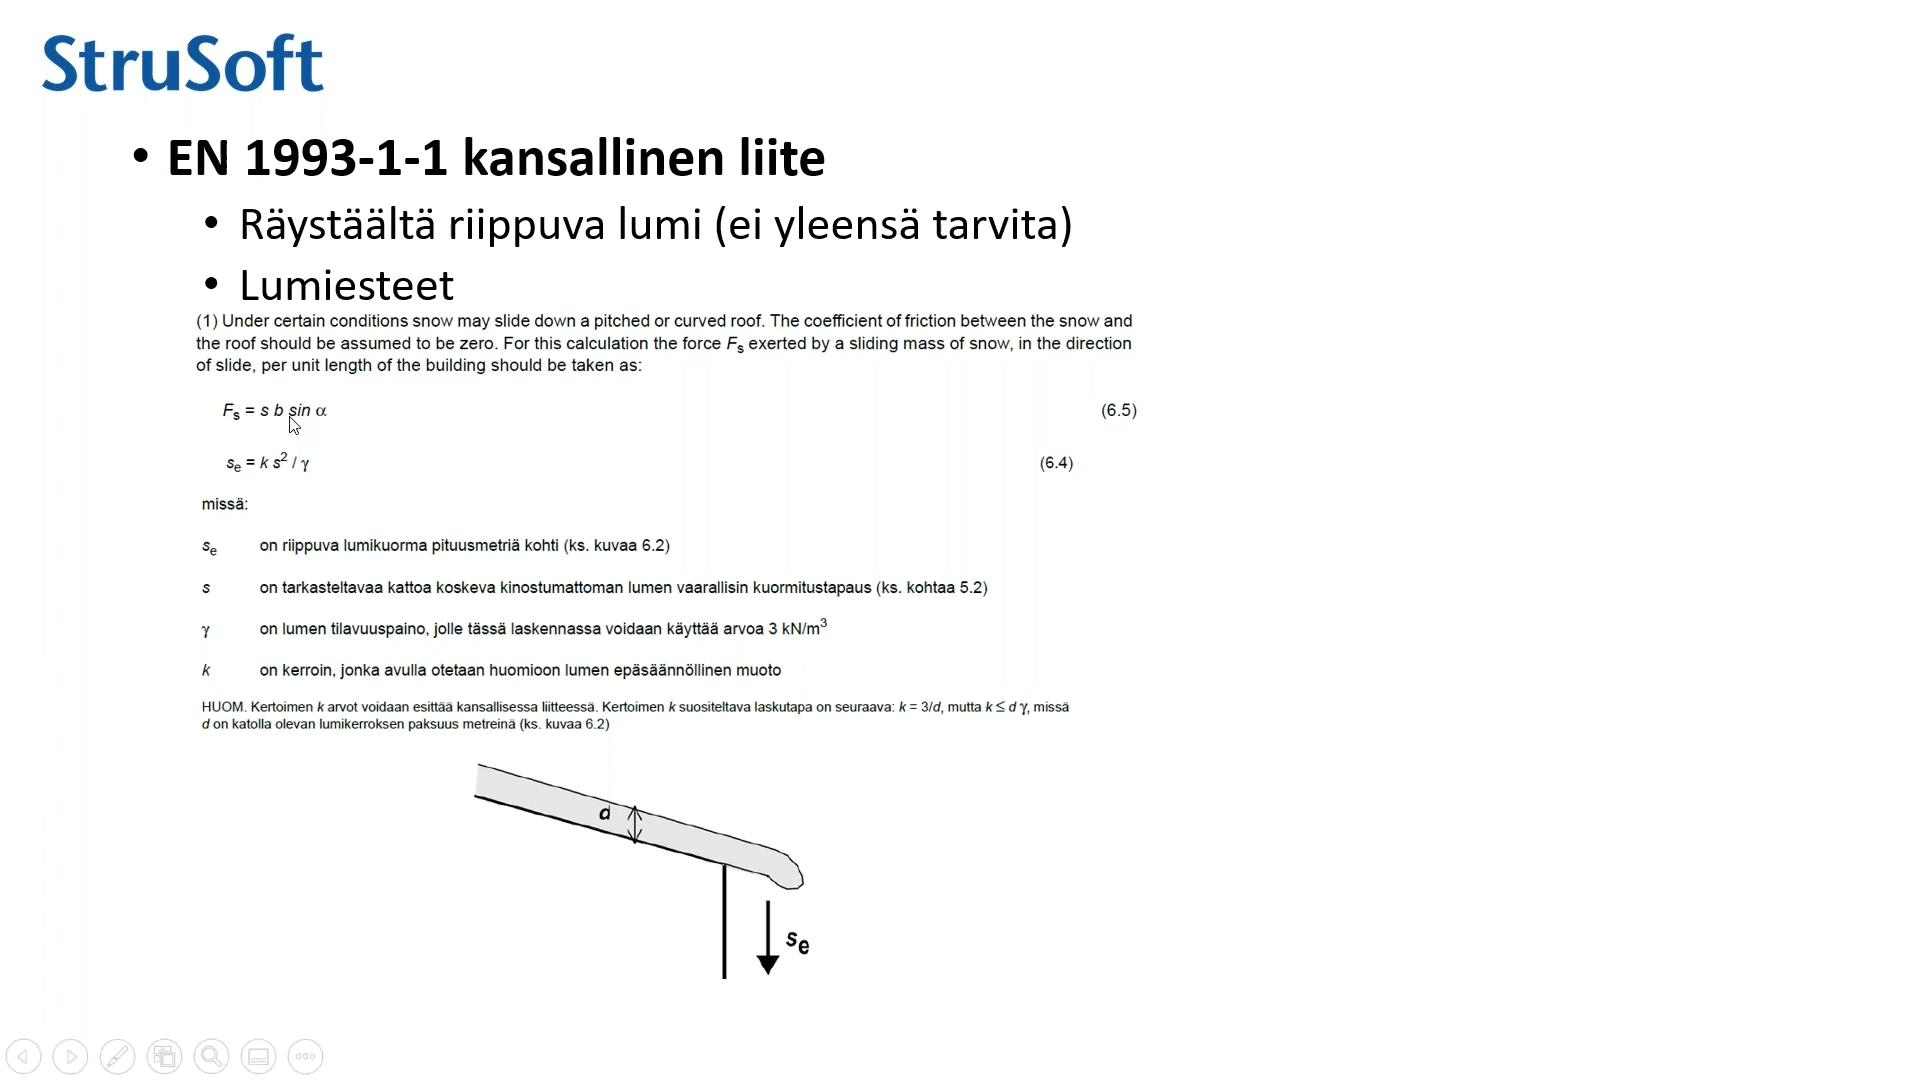 StruSoft
• EN 1993-1-1 kansallinen liite
• Räystäältä riippuva lumi (ei yleensä tarvita)
• Lumiesteet
(1) Under certain conditions snow may slide down a pitched or curved roof. The coefficient of friction between the snow and
the roof should be assumed to be zero. For this calculation the force Fs exerted by a sliding mass of snow, in the direction
of slide, per unit length of the building should be taken as:
Fs = s b sin α (6.5)
se = k s² / γ (6.4)
missä:
se on riippuva lumikuorma pituusmetriä kohti (ks. kuvaa 6.2)
s on tarkasteltavaa kattoa koskeva kinostumattoman lumen vaarallisin kuormitustapaus (ks. kohtaa 5.2)
γ on lumen tilavuuspaino, jolle tässä laskennassa voidaan käyttää arvoa 3 kN/m³
k on kerroin, jonka avulla otetaan huomioon lumen epäsäännöllinen muoto
HUOM. Kertoimen k arvot voidaan esittää kansallisessa liitteessä. Kertoimen k suositeltava laskutapa on seuraava: k = 3/d, mutta k ≤ d γ, missä
d on katolla olevan lumikerroksen paksuus metreinä (ks. kuvaa 6.2)
d
se